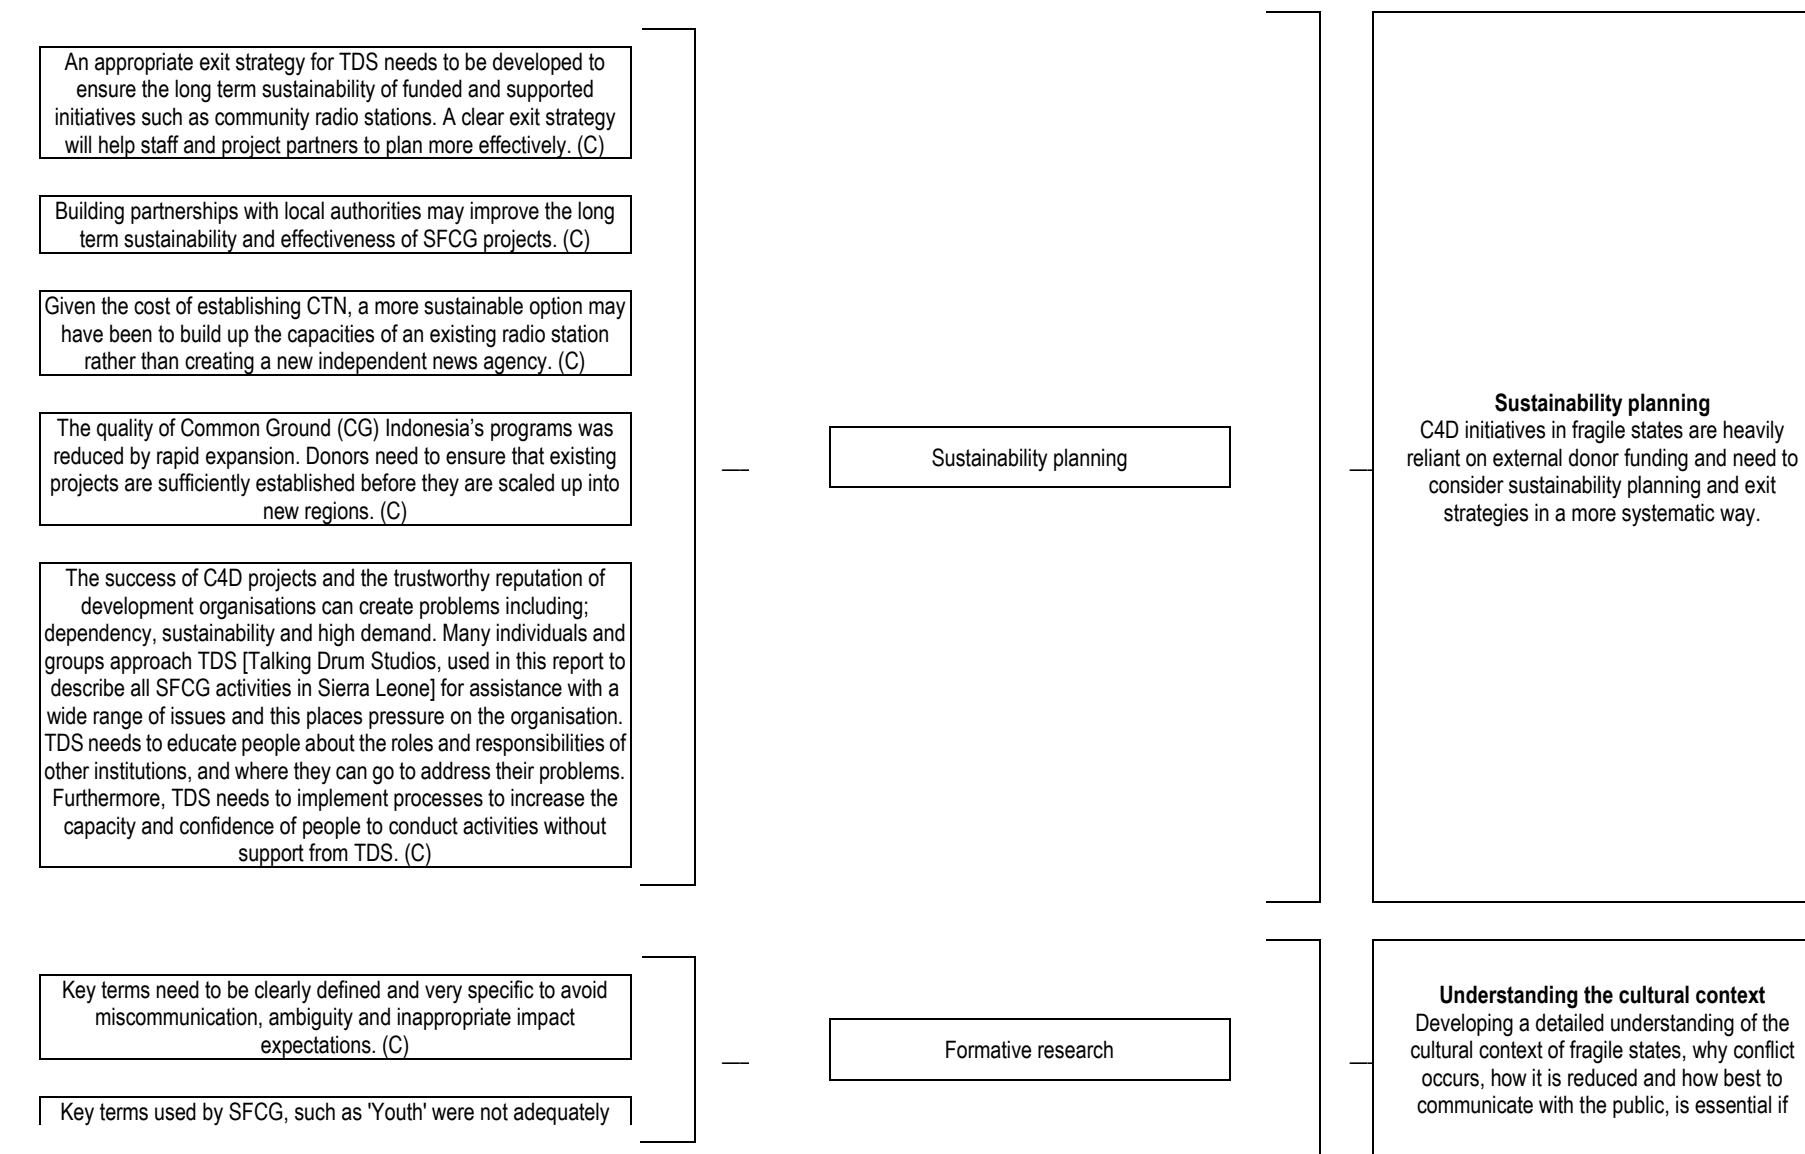 An appropriate exit strategy for TDS needs to be developed to
ensure the long term sustainability of funded and supported
initiatives such as community radio stations. A clear exit strategy
will help staff and project partners to plan more effectively. (C)
Building partnerships with local authorities may improve the long
term sustainability and effectiveness of SFCG projects. (C)
Given the cost of establishing CTN, a more sustainable option may
have been to build up the capacities of an existing radio station
rather than creating a new independent news agency. (C)
The quality of Common Ground (CG) Indonesia’s programs was
reduced by rapid expansion. Donors need to ensure that existing
projects are sufficiently established before they are scaled up into
new regions. (C)
The success of C4D projects and the trustworthy reputation of
development organisations can create problems including;
dependency, sustainability and high demand. Many individuals and
groups approach TDS [Talking Drum Studios, used in this report to
describe all SFCG activities in Sierra Leone] for assistance with a
wide range of issues and this places pressure on the organisation.
TDS needs to educate people about the roles and responsibilities of
other institutions, and where they can go to address their problems.
Furthermore, TDS needs to implement processes to increase the
capacity and confidence of people to conduct activities without
support from TDS. (C)
Sustainability planning
Sustainability planning
C4D initiatives in fragile states are heavily
reliant on external donor funding and need to
consider sustainability planning and exit
strategies in a more systematic way.
Key terms need to be clearly defined and very specific to avoid
miscommunication, ambiguity and inappropriate impact
expectations. (C)
Key terms used by SFCG, such as 'Youth' were not adequately
Formative research
Understanding the cultural context
Developing a detailed understanding of the
cultural context of fragile states, why conflict
occurs, how it is reduced and how best to
communicate with the public, is essential if